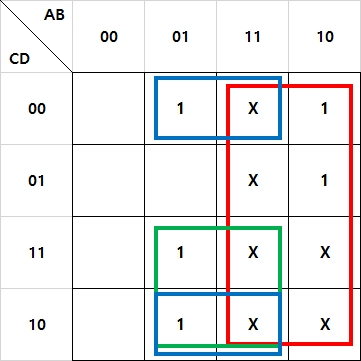 AB
CD
00 01 11 10
00 1 X 1
01 X 1
11 1 X X
10 1 X X